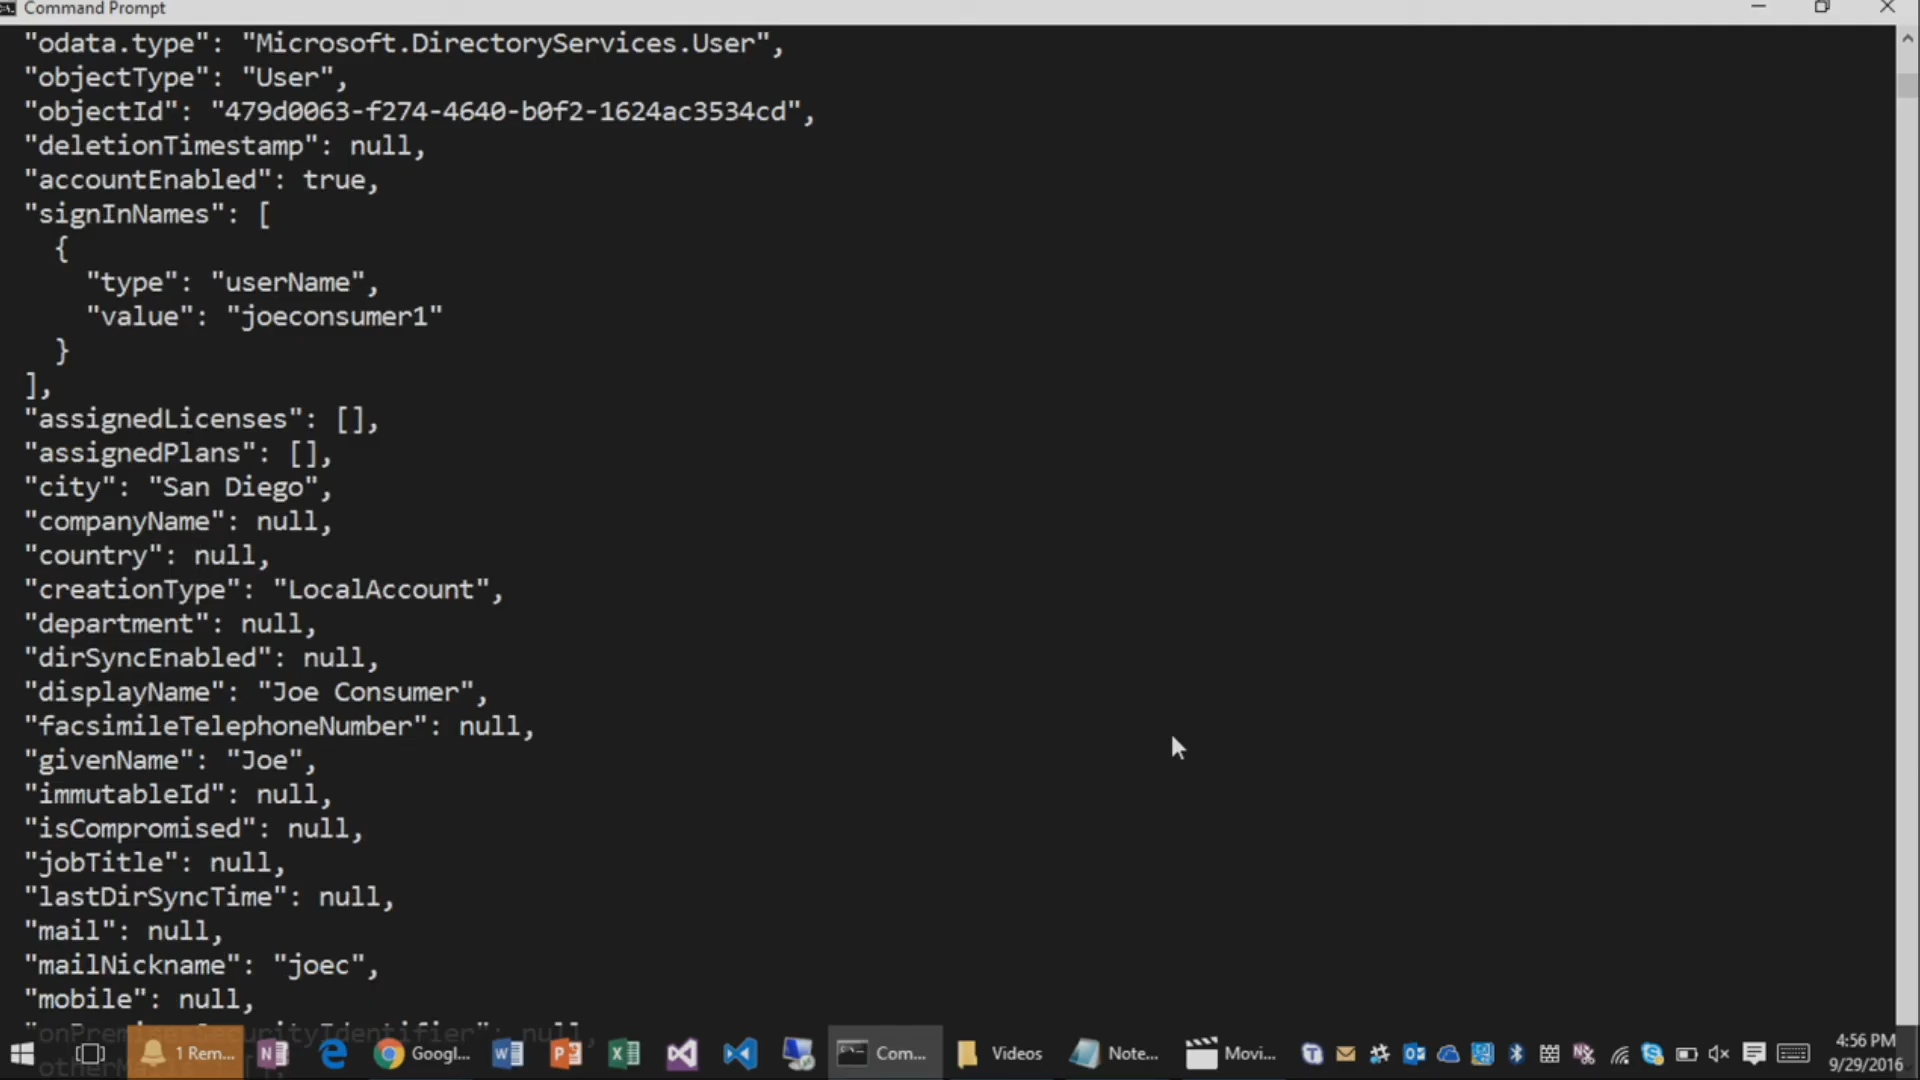 Command Prompt
"odata.type": "Microsoft.DirectoryServices.User",
"objectType": "User",
"objectId": "479d0063-f274-4640-b0f2-1624ac3534cd",
"deletionTimestamp": null,
"accountEnabled": true,
"signInNames": [
{
"type": "userName",
"value": "joeconsumer1"
}
],
"assignedLicenses": [],
"assignedPlans": [],
"city": "San Diego",
"companyName": null,
"country": null,
"creationType": "LocalAccount",
"department": null,
"dirSyncEnabled": null,
"displayName": "Joe Consumer",
"facsimileTelephoneNumber": null,
"givenName": "Joe",
"immutableId": null,
"isCompromised": null,
"jobTitle": null,
"lastDirSyncTime": null,
"mail": null,
"mailNickname": "joec",
"mobile": null,
1 Rem... Googl... Com... Videos Note... Movi... 4:56 PM
9/29/2016